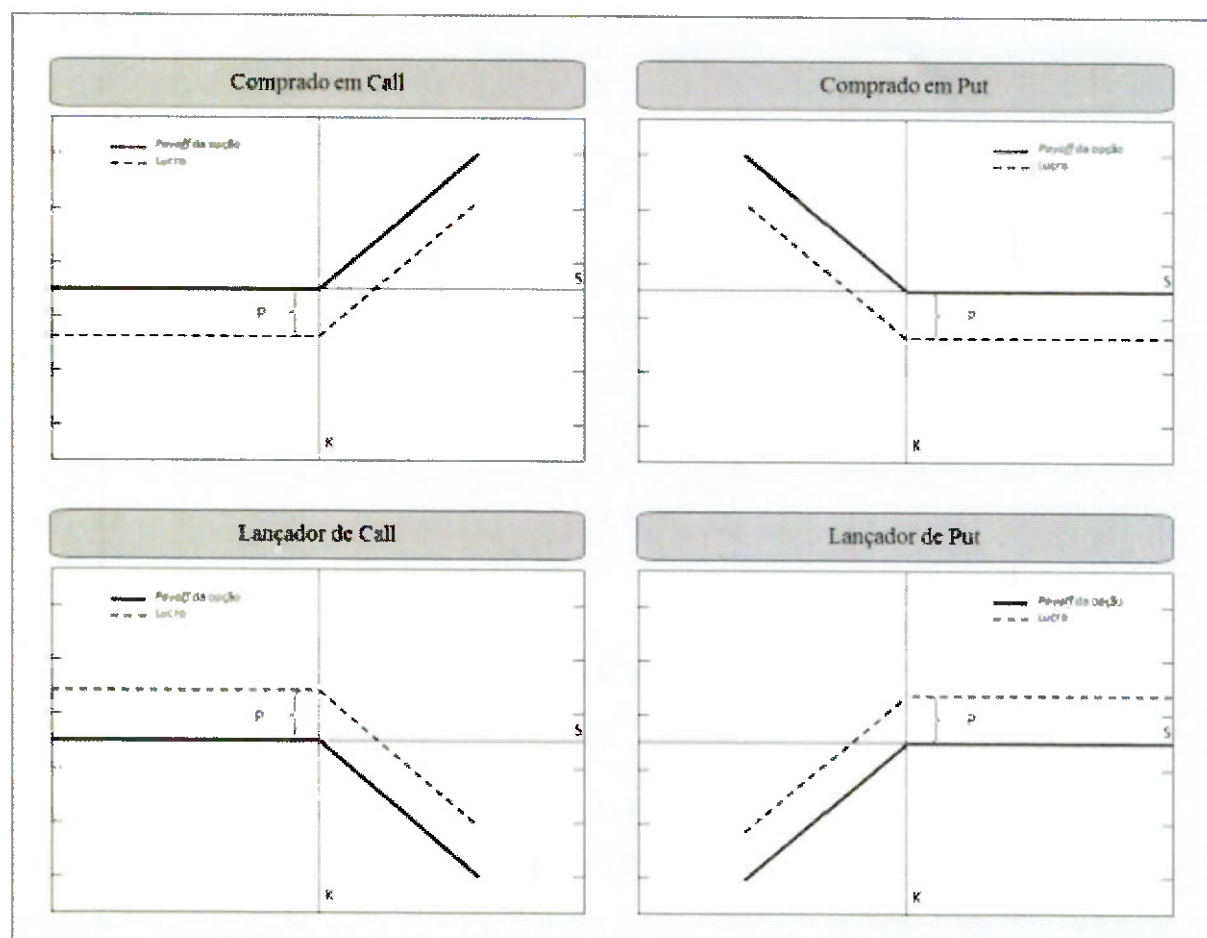 Comprado em Call
Payoff da opção
Lucro
S
P
K
Comprado em Put
Payoff da opção
Lucro
S
P
K
Lançador de Call
Payoff da opção
Lucro
S
P
K
Lançador de Put
Payoff da opção
Lucro
S
P
K